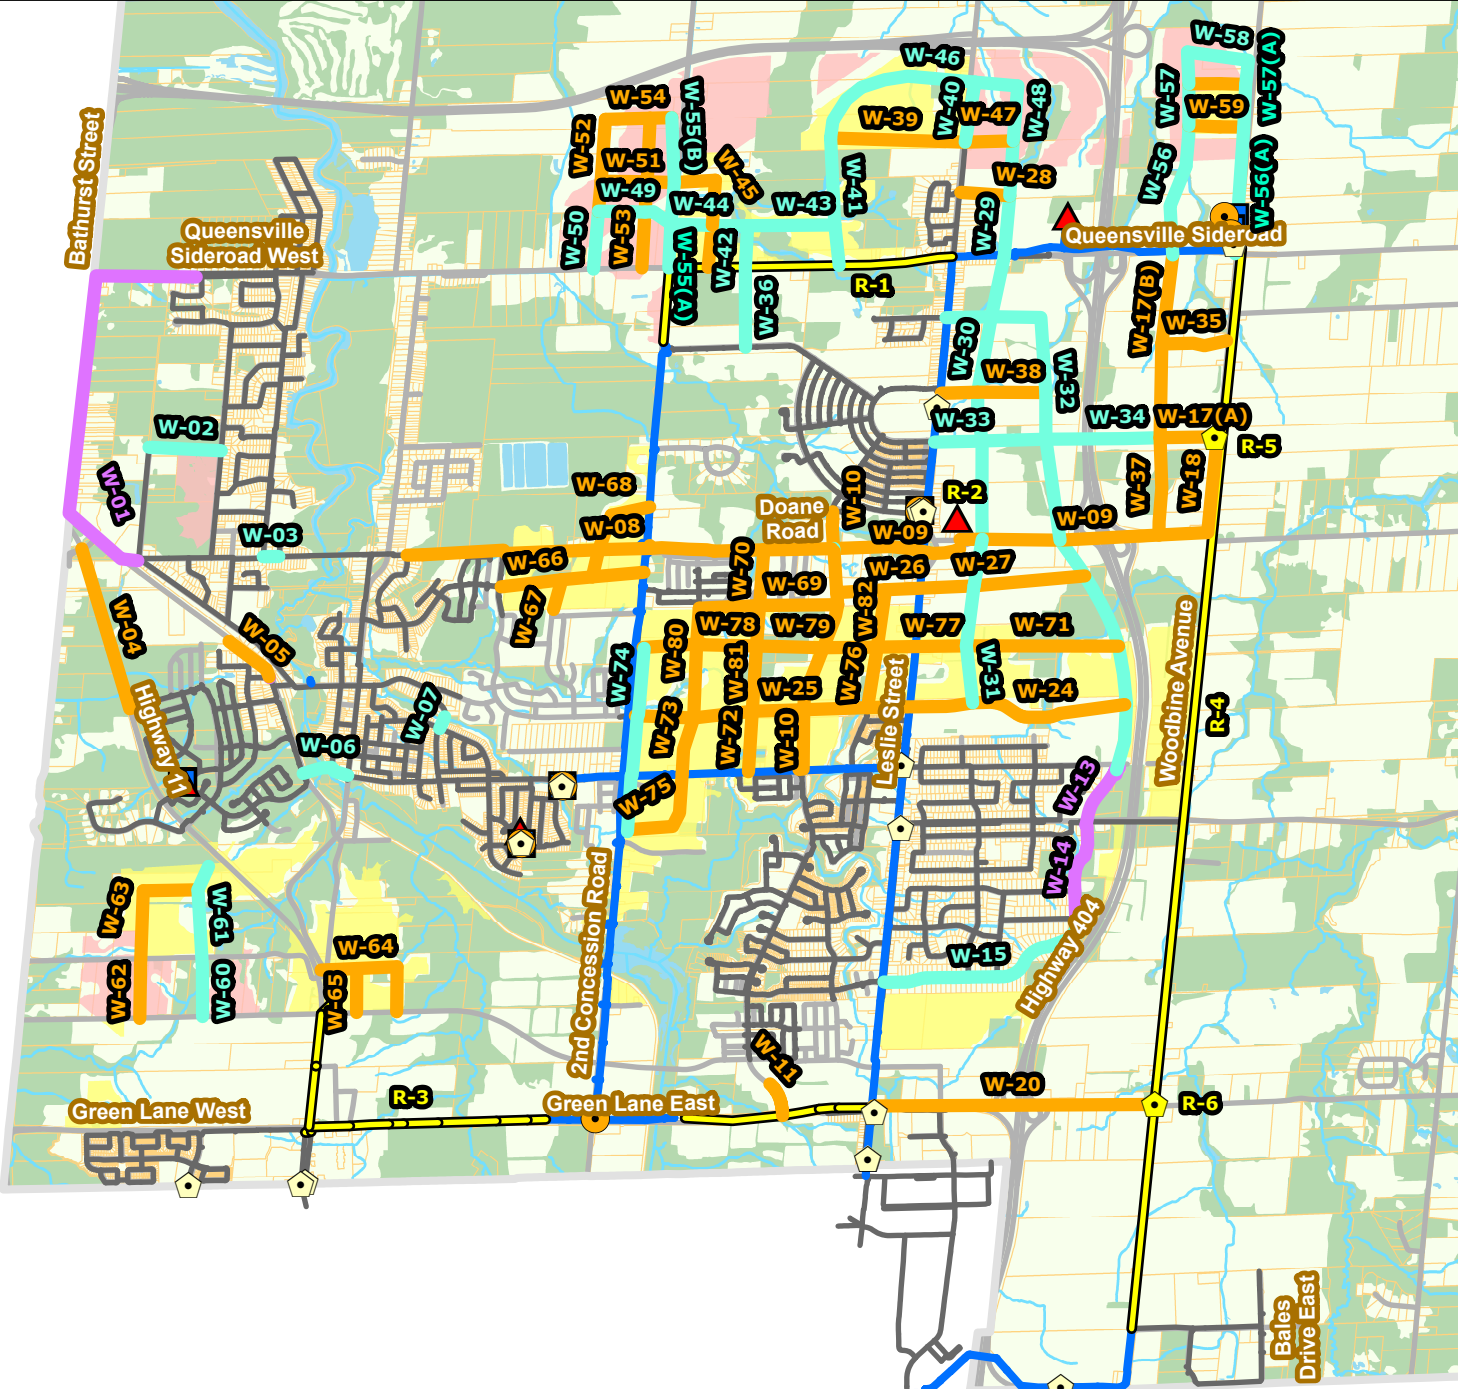 W-58
W-57(A)
W-46
W-57
W-59
W-54
W-55(B)
W-40
W-48
W-39
W-47
W-52
W-51
W-45
W-41
W-28
W-56
W-56(A)
Bathurst Street
W-49
W-44
W-43
W-50
W-53
W-29
Queensville
Sideroad West
Queensville Sideroad
W-42
W-55(A)
W-36
R-1
W-17(B)
W-35
W-30
W-38
W-32
W-33
W-34
W-17(A)
W-02
R-5
W-01
W-68
W-10
R-2
W-37
W-18
Doane
Road
W-08
W-09
W-09
W-03
W-66
W-70
W-69
W-26
W-27
W-67
W-82
W-04
W-05
W-78
W-79
W-77
W-71
W-80
W-74
W-81
W-76
W-31
W-25
W-24
Woodbine Avenue
Highway 11
W-07
W-73
W-72
W-10
Leslie Street
R-4
W-06
W-13
W-75
W-14
W-63
W-61
W-64
W-15
Highway 404
W-62
W-60
W-65
2nd Concession Road
W-11
W-20
R-3
R-6
Green Lane West
Green Lane East
Bales
Drive East